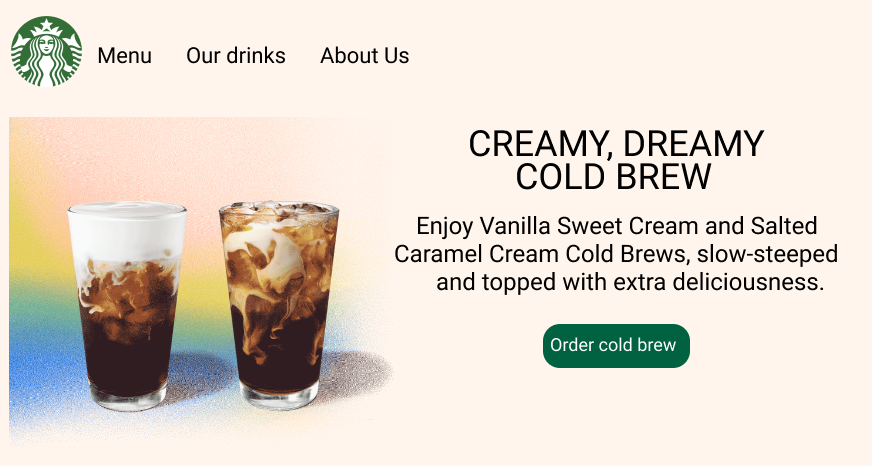 Menu Our drinks About Us
CREAMY, DREAMY
COLD BREW
Enjoy Vanilla Sweet Cream and Salted
Caramel Cream Cold Brews, slow-steeped
and topped with extra deliciousness.
Order cold brew